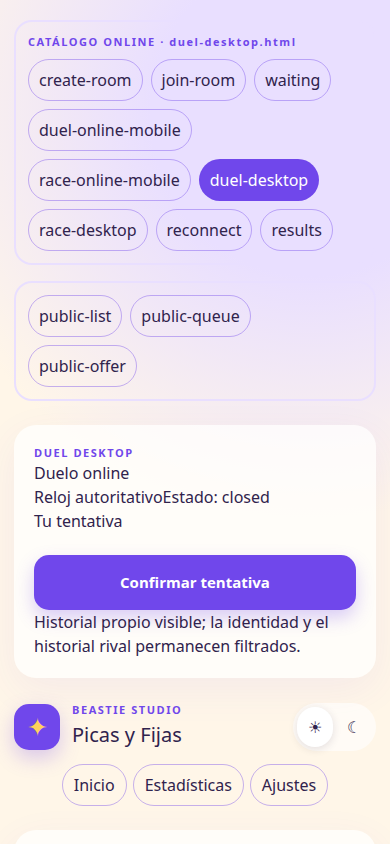 CATÁLOGO ONLINE · duel-desktop.html
create-room join-room waiting
duel-online-mobile
race-online-mobile duel-desktop
race-desktop reconnect results
public-list public-queue
public-offer
DUEL DESKTOP
Duelo online
Reloj autoritativoEstado: closed
Tu tentativa
Confirmar tentativa
Historial propio visible; la identidad y el
historial rival permanecen filtrados.
BEASTIE STUDIO
Picas y Fijas
Inicio Estadísticas Ajustes